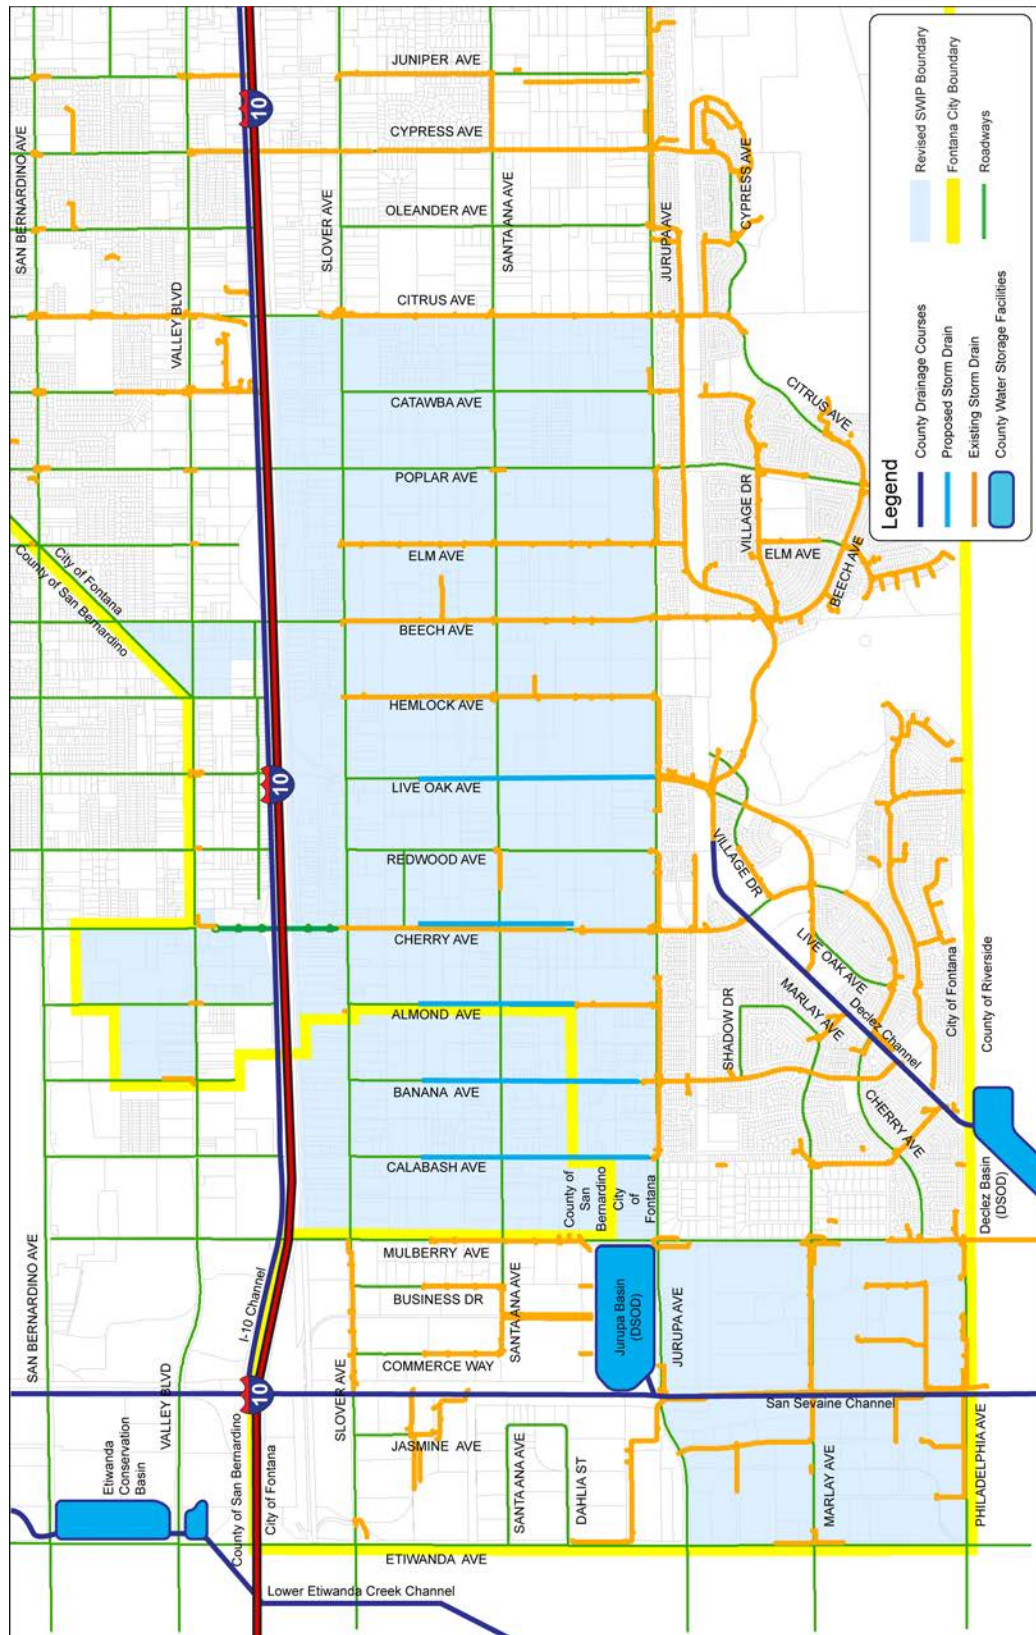 SAN BERNARDINO AVE
VALLEY BLVD
10
SLOVER AVE
JUNIPER AVE
CYPRESS AVE
OLEANDER AVE
SANTA ANA AVE
CITRUS AVE
JURUPA AVE
CYPRESS AVE
CATAWBA AVE
POPLAR AVE
ELM AVE
BEECH AVE
HEMLOCK AVE
CITRUS AVE
VILLAGE DR
ELM AVE
BEECH AVE
City of Fontana
County of San Bernardino
10
LIVE OAK AVE
REDWOOD AVE
CHERRY AVE
ALMOND AVE
BANANA AVE
CALABASH AVE
VILLAGE DR
LIVE OAK AVE
MARLAY AVE
SHADOW DR
Declez Channel
CHERRY AVE
City of Fontana
County of Riverside
County of
San
Bernardino
City
of
Fontana
Declez Basin
(DSOD)
SAN BERNARDINO AVE
VALLEY BLVD
I-10 Channel
10
SLOVER AVE
MULBERRY AVE
BUSINESS DR
COMMERCE WAY
SANTA ANA AVE
Jurupa Basin
(DSOD)
JURUPA AVE
San Sevaine Channel
JASMINE AVE
SANTA ANA AVE
DAHLIA ST
MARLAY AVE
PHILADELPHIA AVE
Etiwanda
Conservation
Basin
County of San Bernardino
City of Fontana
ETIWANDA AVE
Lower Etiwanda Creek Channel
Legend
County Drainage Courses
Proposed Storm Drain
Existing Storm Drain
County Water Storage Facilities
Revised SWIP Boundary
Fontana City Boundary
Roadways